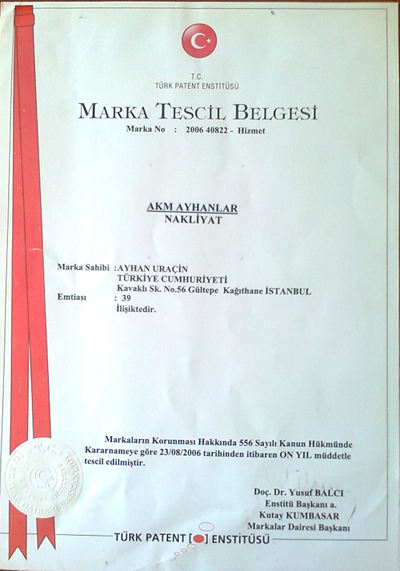 T.C.
TÜRK PATENT ENSTİTÜSÜ
MARKA TESCİL BELGESİ
Marka No : 2006 40822 - Hizmet
AKM AYHANLAR
NAKLİYAT
Marka Sahibi :AYHAN URAÇİN
TÜRKİYE CUMHURİYETİ
Kavaklı Sk. No.56 Gültepe Kağıthane İSTANBUL
Emtiası : 39
İlişiktedir.
Markaların Korunması Hakkında 556 Sayılı Kanun Hükmünde
Kararnameye göre 23/08/2006 tarihinden itibaren ON YIL müddetle
tescil edilmiştir.
Doç. Dr. Yusuf BALCI
Enstitü Başkanı a.
Kutay KUMBASAR
Markalar Dairesi Başkanı
TÜRK PATENT ENSTİTÜSÜ